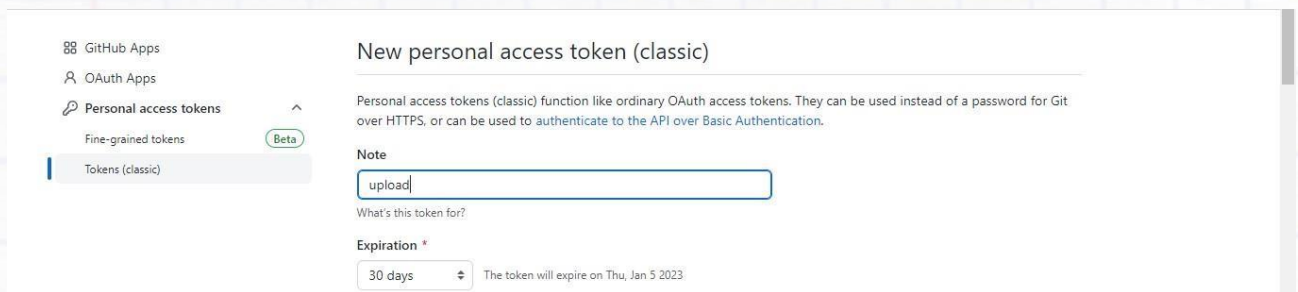 GitHub Apps
OAuth Apps
Personal access tokens
Fine-grained tokens
Beta
Tokens (classic)
New personal access token (classic)
Personal access tokens (classic) function like ordinary OAuth access tokens. They can be used instead of a password for Git
over HTTPS, or can be used to authenticate to the API over Basic Authentication.
Note
upload
What's this token for?
Expiration *
30 days
The token will expire on Thu, Jan 5 2023